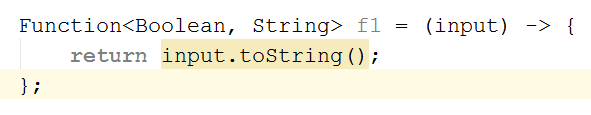 Function<Boolean, String> f1 = (input) -> {
    return input.toString();
};